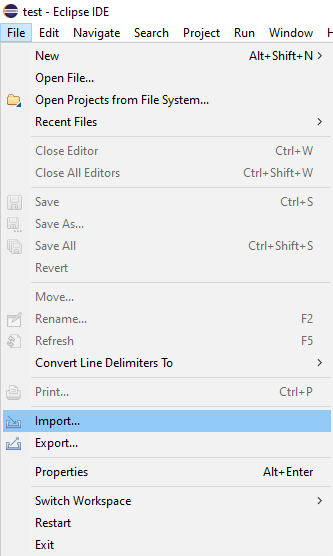 test - Eclipse IDE
File Edit Navigate Search Project Run Window
New Alt+Shift+N
Open File...
Open Projects from File System...
Recent Files
Close Editor Ctrl+W
Close All Editors Ctrl+Shift+W
Save Ctrl+S
Save As...
Save All Ctrl+Shift+S
Revert
Move...
Rename... F2
Refresh F5
Convert Line Delimiters To
Print... Ctrl+P
Import...
Export...
Properties Alt+Enter
Switch Workspace
Restart
Exit